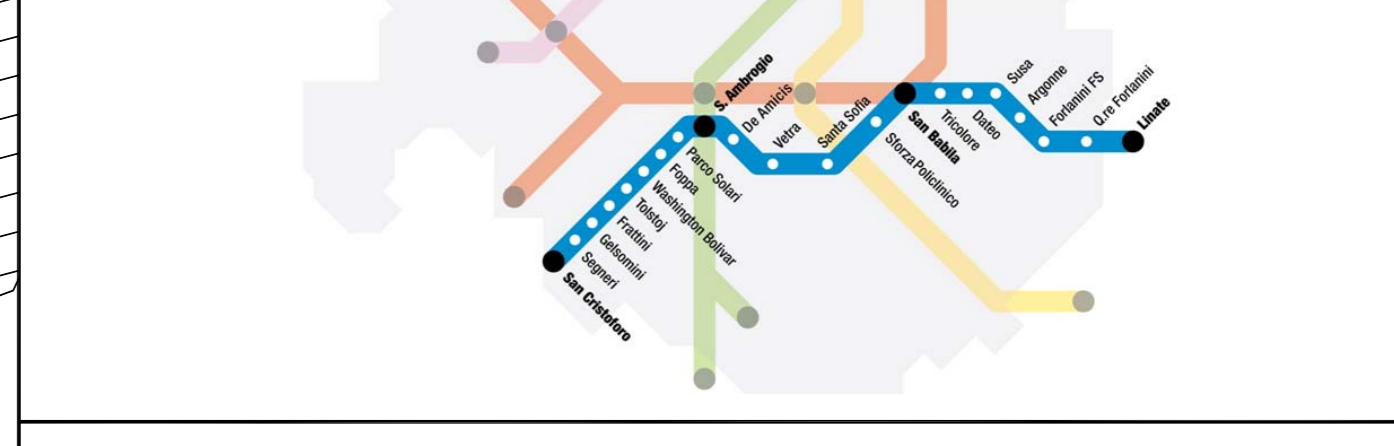 San Cristoforo
Segneri
Gelsomini
Frattini
Tolstoj
Washington Bolivar
Foppa
Parco Solari
S. Ambrogio
De Amicis
Vetra
Santa Sofia
Sforza Policlinico
San Babila
Tricolore
Dateo
Susa
Argonne
Forlanini FS
Q.re Forlanini
Linate